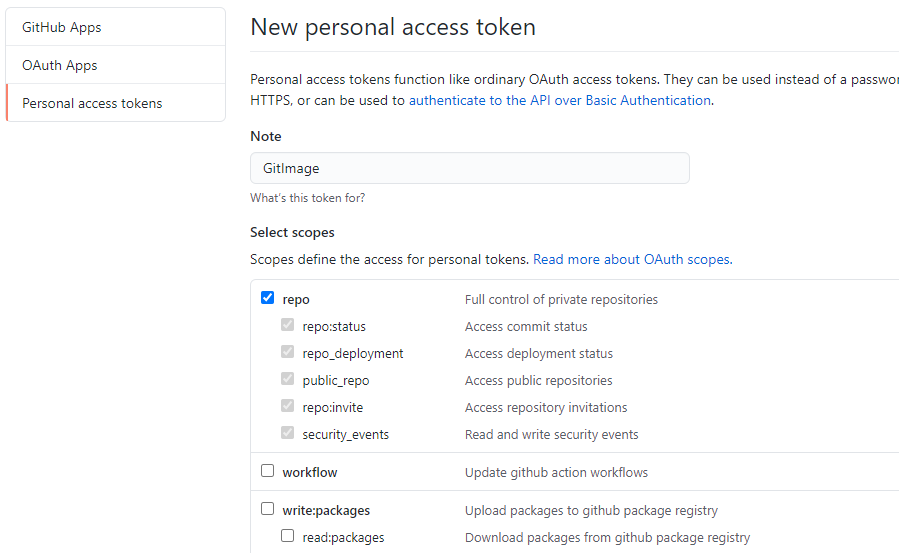 GitHub Apps
OAuth Apps
Personal access tokens
New personal access token
Personal access tokens function like ordinary OAuth access tokens. They can be used instead of a
HTTPS, or can be used to authenticate to the API over Basic Authentication.
Note
GitImage
What's this token for?
Select scopes
Scopes define the access for personal tokens. Read more about OAuth scopes.
repo Full control of private repositories
repo:status Access commit status
repo_deployment Access deployment status
public_repo Access public repositories
repo:invite Access repository invitations
security_events Read and write security events
workflow Update github action workflows
write:packages Upload packages to github package registry
read:packages Download packages from github package registry